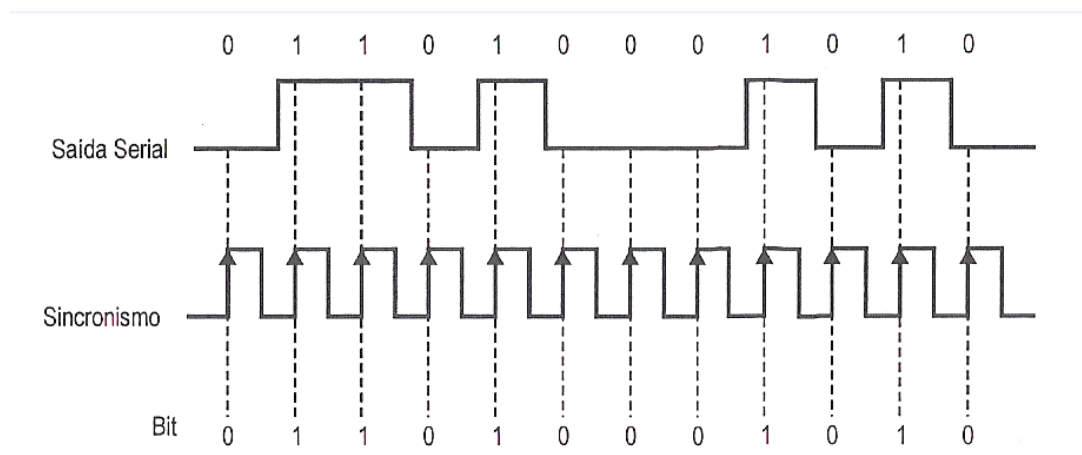 0 1 1 0 1 0 0 0 1 0 1 0
Saída Serial
Sincronismo
Bit 0 1 1 0 1 0 0 0 1 0 1 0